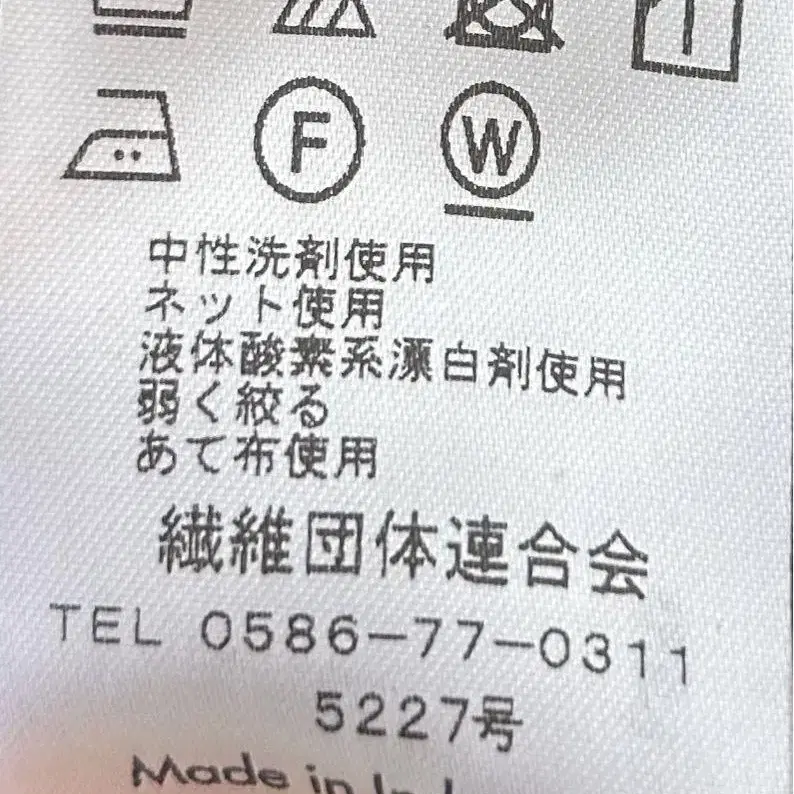 F W
中性洗剤使用
ネット使用
液体酸素系漂白剤使用
弱く絞る
あて布使用
繊維団体連合会
TEL 0586-77-0311
5227号
Made in